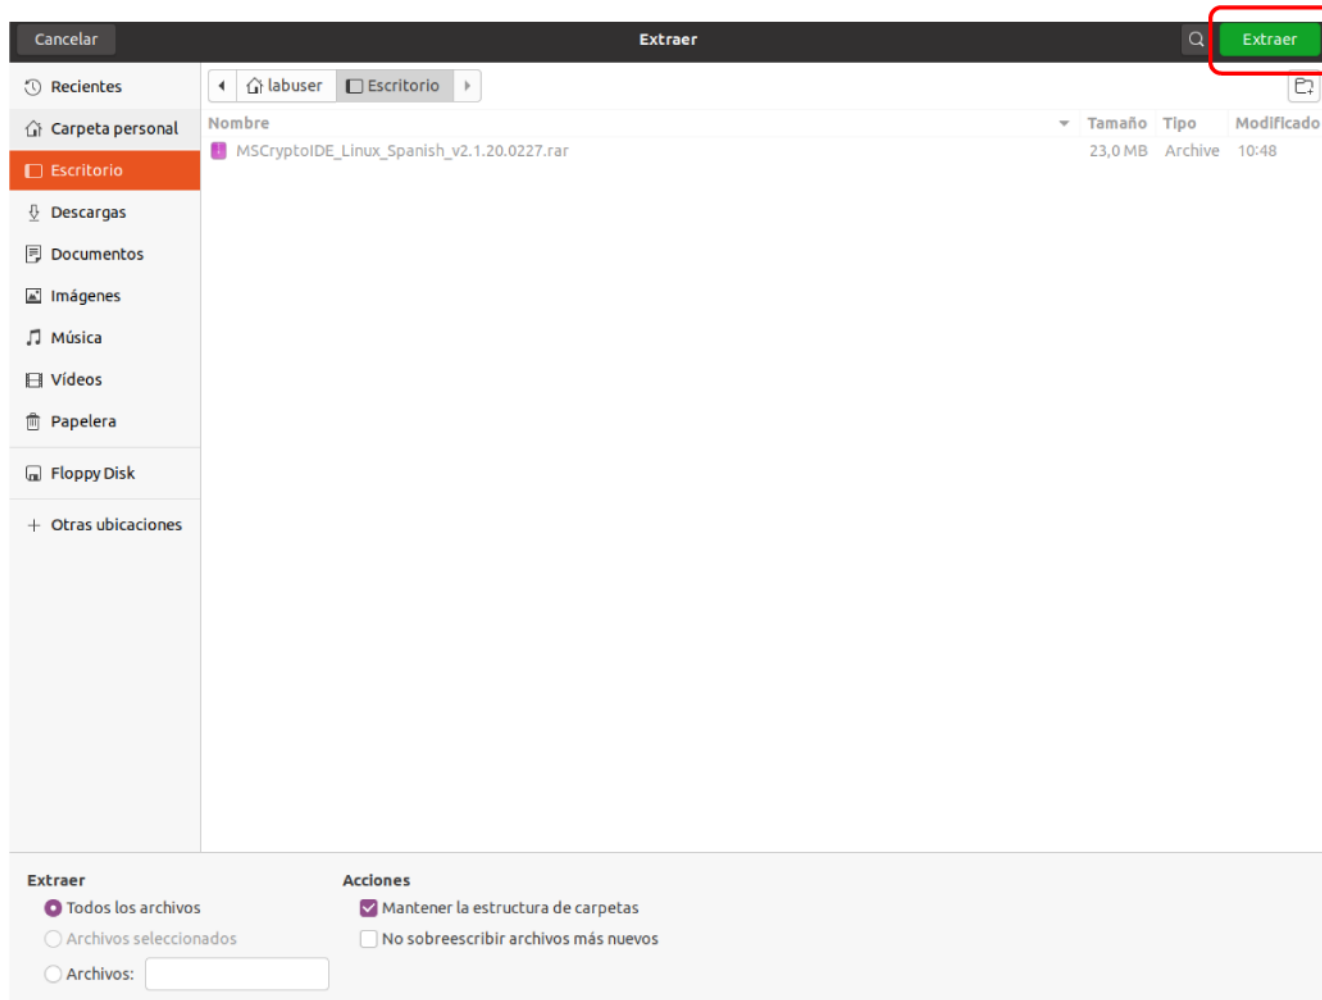 Cancelar Extraer Extraer
Recientes
labuser Escritorio
Carpeta personal
Nombre Tamaño Tipo Modificado
MSCryptoIDE_Linux_Spanish_v2.1.20.0227.rar 23,0 MB Archive 10:48
Escritorio
Descargas
Documentos
Imágenes
Música
Vídeos
Papelera
Floppy Disk
Otras ubicaciones
Extraer Acciones
Todos los archivos Mantener la estructura de carpetas
Archivos seleccionados No sobreescribir archivos más nuevos
Archivos: